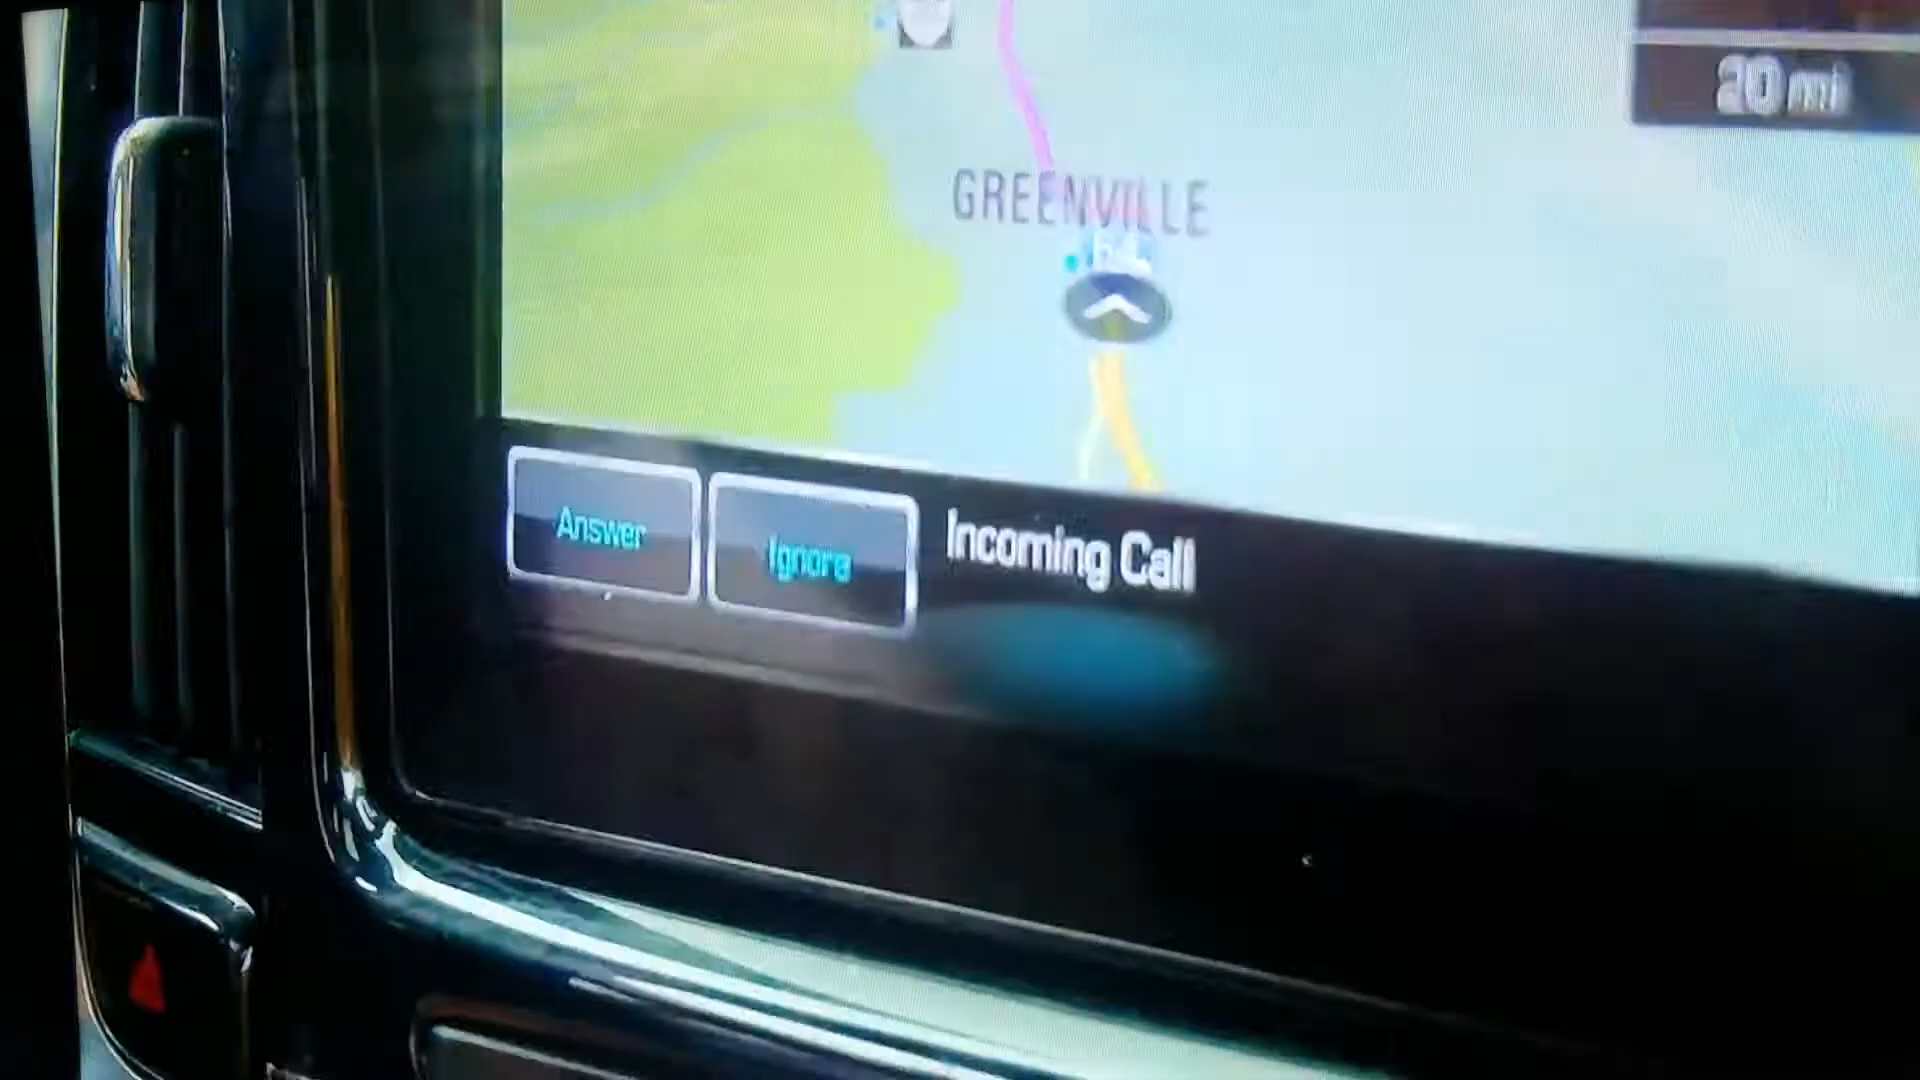 20 mi
GREENVILLE
Answer
Ignore
Incoming Call